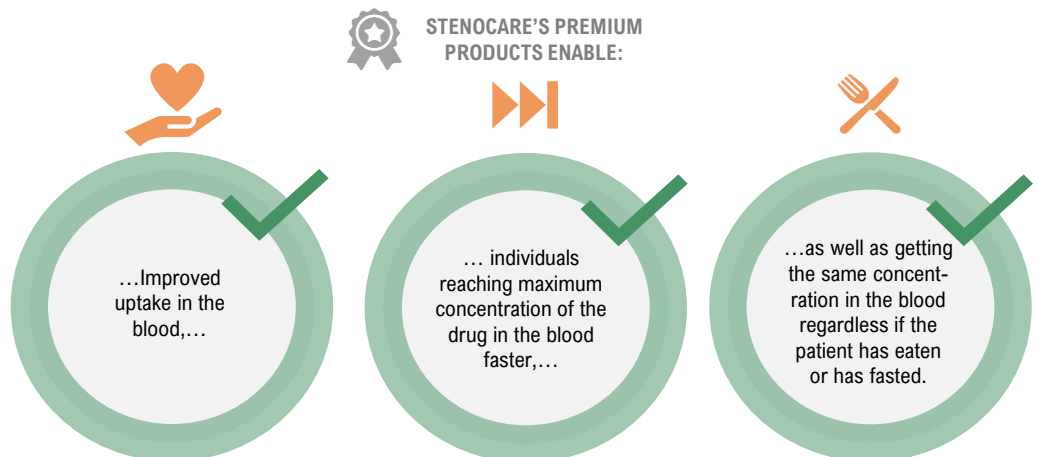 STENOCARE'S PREMIUM
PRODUCTS ENABLE:
…Improved
uptake in the
blood,…
… individuals
reaching maximum
concentration of the
drug in the blood
faster,…
…as well as getting
the same concent-
ration in the blood
regardless if the
patient has eaten
or has fasted.